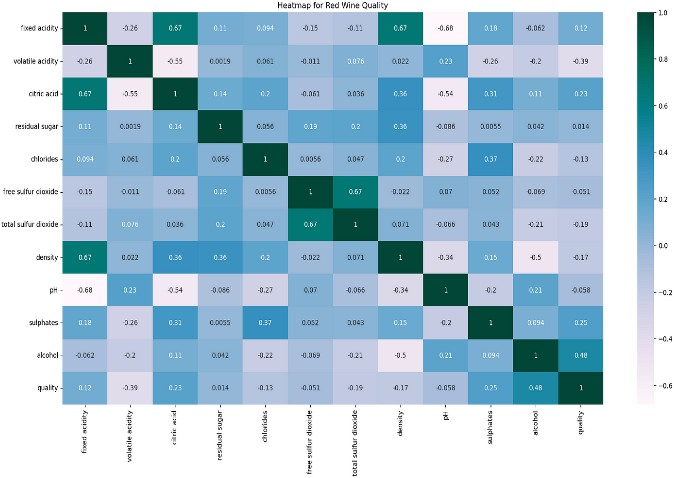 Heatmap for Red Wine Quality
fixed acidity 1 -0.26 0.67 0.11 0.094 -0.15 -0.11 0.67 -0.68 0.18 -0.062 0.12
volatile acidity -0.26 1 -0.55 0.0019 0.061 -0.011 0.076 0.022 0.23 -0.26 -0.2 -0.39
citric acid 0.67 -0.55 1 0.14 0.2 -0.061 0.036 0.36 -0.54 0.31 0.11 0.23
residual sugar 0.11 0.0019 0.14 1 0.056 0.19 0.2 0.36 -0.086 0.0055 0.042 0.014
chlorides 0.094 0.061 0.2 0.056 1 0.0056 0.047 0.2 -0.27 0.37 -0.22 -0.13
free sulfur dioxide -0.15 -0.011 -0.061 0.19 0.0056 1 0.67 -0.022 0.07 0.052 -0.069 -0.051
total sulfur dioxide -0.11 0.076 0.036 0.2 0.047 0.67 1 0.071 -0.066 0.043 -0.21 -0.19
density 0.67 0.022 0.36 0.36 0.2 -0.022 0.071 1 -0.34 0.15 -0.5 -0.17
pH -0.68 0.23 -0.54 -0.086 -0.27 0.07 -0.066 -0.34 1 -0.2 0.21 -0.058
sulphates 0.18 -0.26 0.31 0.0055 0.37 0.052 0.043 0.15 -0.2 1 0.094 0.25
alcohol -0.062 -0.2 0.11 0.042 -0.22 -0.069 -0.21 -0.5 0.21 0.094 1 0.48
quality 0.12 -0.39 0.23 0.014 -0.13 -0.051 -0.19 -0.17 -0.058 0.25 0.48 1
fixed acidity
volatile acidity
citric acid
residual sugar
chlorides
free sulfur dioxide
total sulfur dioxide
density
pH
sulphates
alcohol
quality
1.0
0.8
0.6
0.4
0.2
0.0
-0.2
-0.4
-0.6